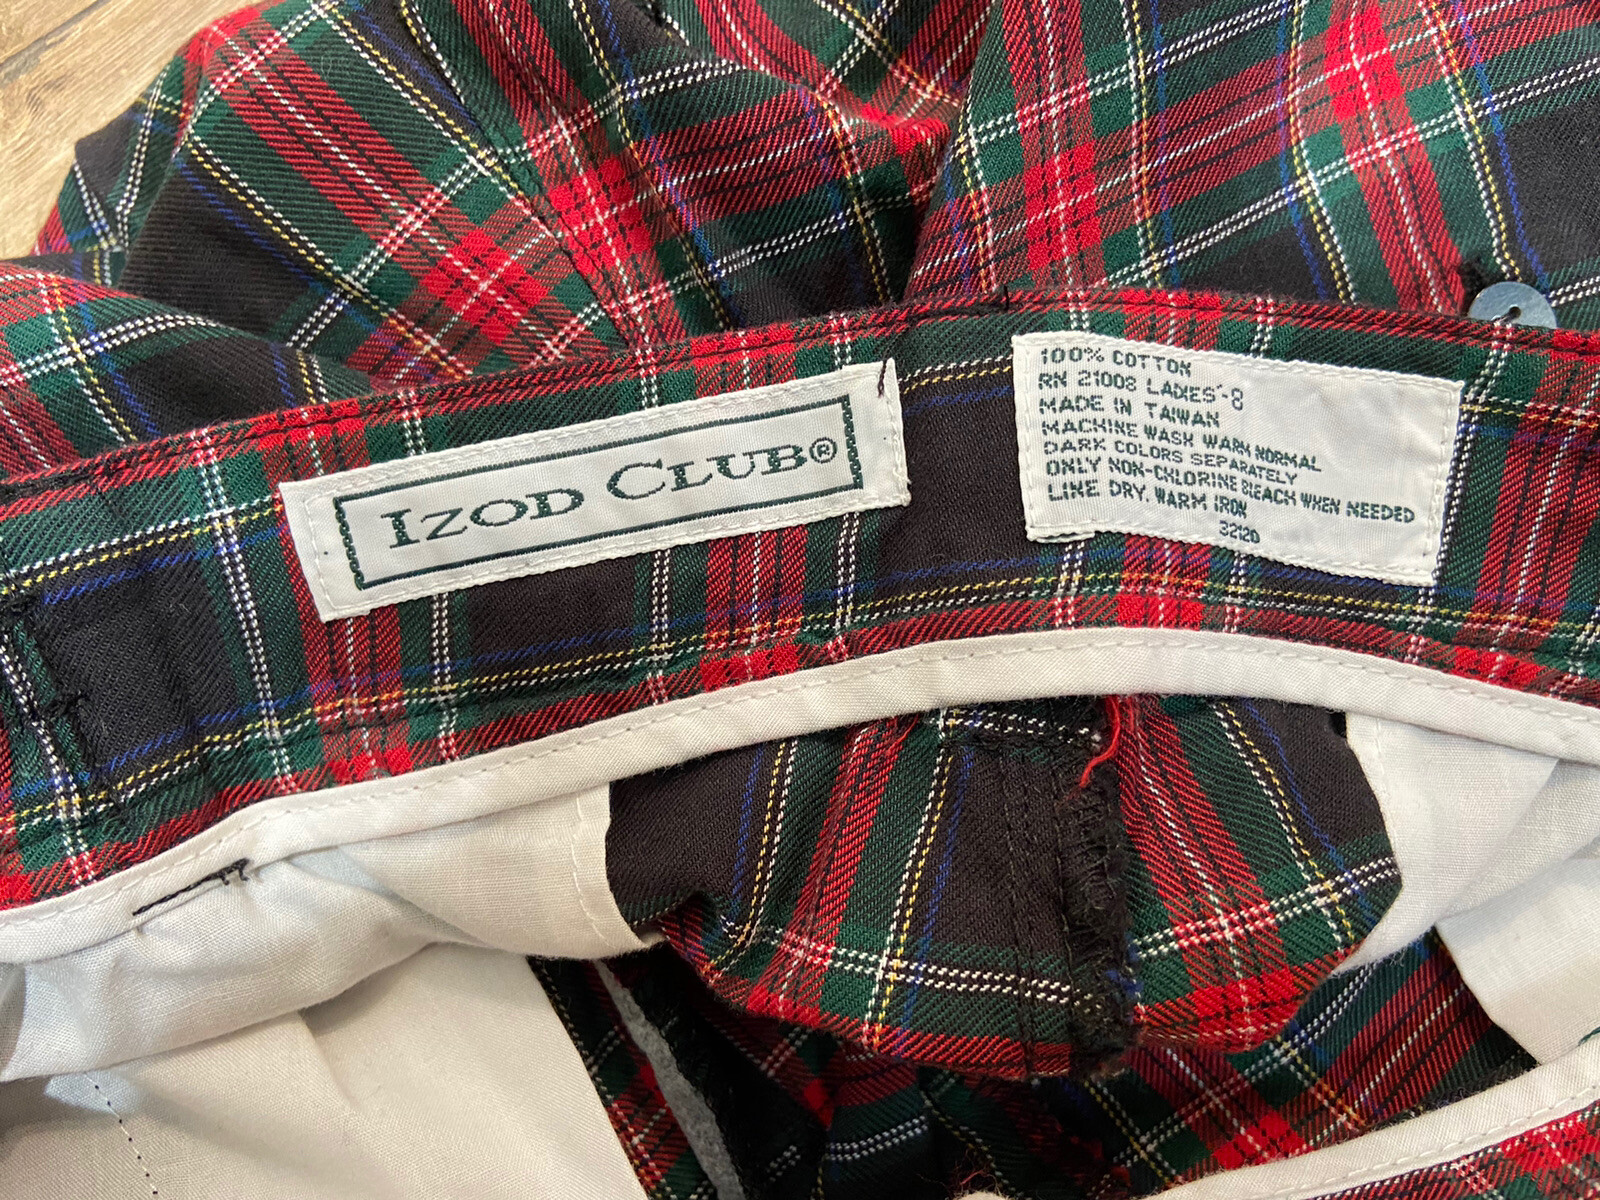 IZOD CLUB®
100% COTTON
RN 21008 LADIES'-8
MADE IN TAIWAN
MACHINE WASH WARM NORMAL
DARK COLORS SEPARATELY
ONLY NON-CHLORINE BLEACH WHEN NEEDED
LINE DRY, WARM IRON
32120